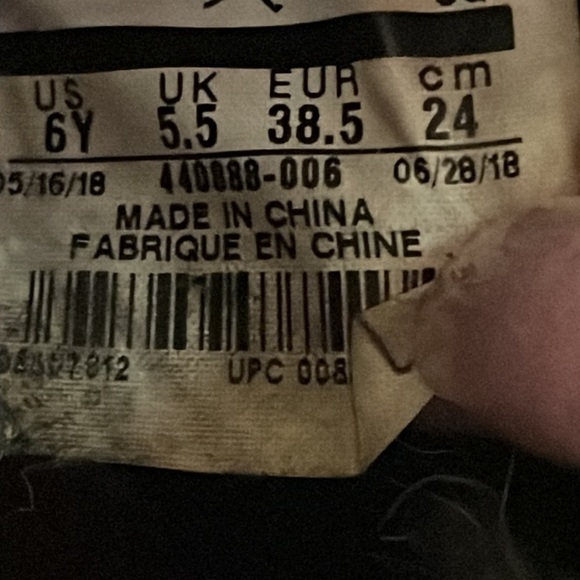 US UK EUR cm
6Y 5.5 38.5 24
05/16/18 440888-006 06/28/18
MADE IN CHINA
FABRIQUE EN CHINE
UPC 008